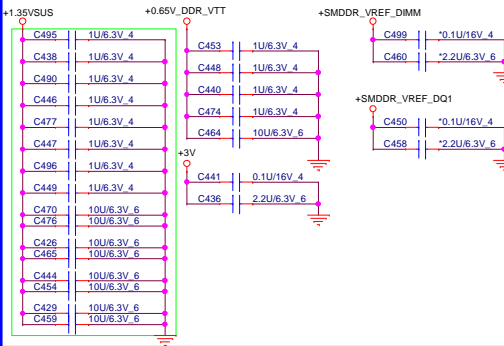 +1.35VSUS
C495 1U/6.3V_4
C438 1U/6.3V_4
C490 1U/6.3V_4
C446 1U/6.3V_4
C477 1U/6.3V_4
C447 1U/6.3V_4
C496 1U/6.3V_4
C449 1U/6.3V_4
C470 10U/6.3V_6
C476 10U/6.3V_6
C426 10U/6.3V_6
C465 10U/6.3V_6
C444 10U/6.3V_6
C454 10U/6.3V_6
C429 10U/6.3V_6
C459 10U/6.3V_6
+0.65V_DDR_VTT
C453 1U/6.3V_4
C448 1U/6.3V_4
C440 1U/6.3V_4
C474 1U/6.3V_4
C464 10U/6.3V_6
+3V
C441 0.1U/16V_4
C436 2.2U/6.3V_6
+SMDDR_VREF_DIMM
C499 *0.1U/16V_4
C460 *2.2U/6.3V_6
+SMDDR_VREF_DQ1
C450 *0.1U/16V_4
C458 *2.2U/6.3V_6